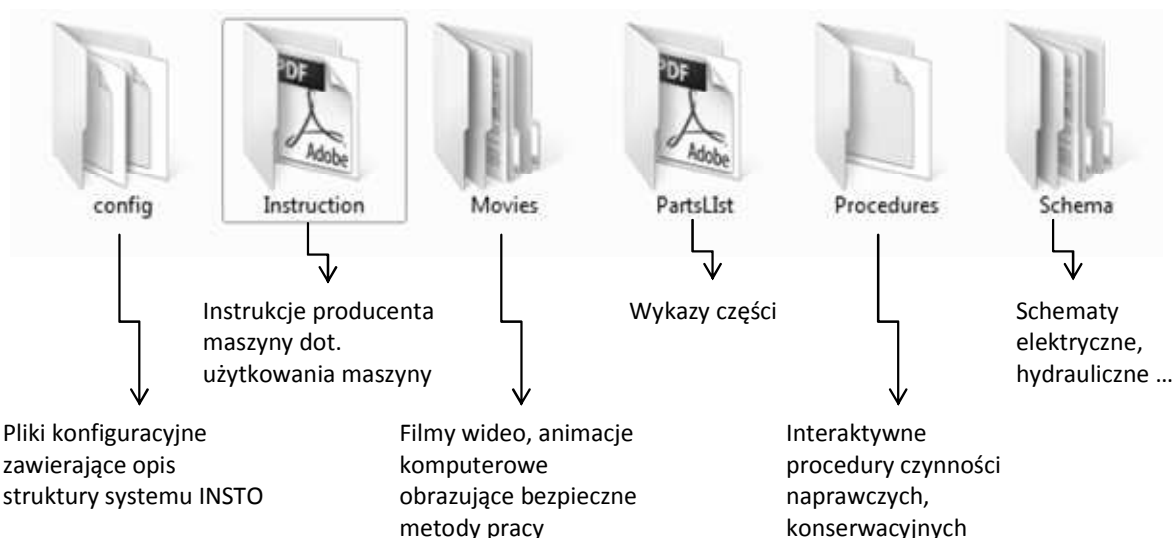 PDF
Adobe
PDF
Adobe
config
Instruction
Movies
PartsLIst
Procedures
Schema
Instrukcje producenta
maszyny dot.
użytkowania maszyny
Wykazy części
Schematy
elektryczne,
hydrauliczne …
Pliki konfiguracyjne
zawierające opis
struktury systemu INSTO
Filmy wideo, animacje
komputerowe
obrazujące bezpieczne
metody pracy
Interaktywne
procedury czynności
naprawczych,
konserwacyjnych